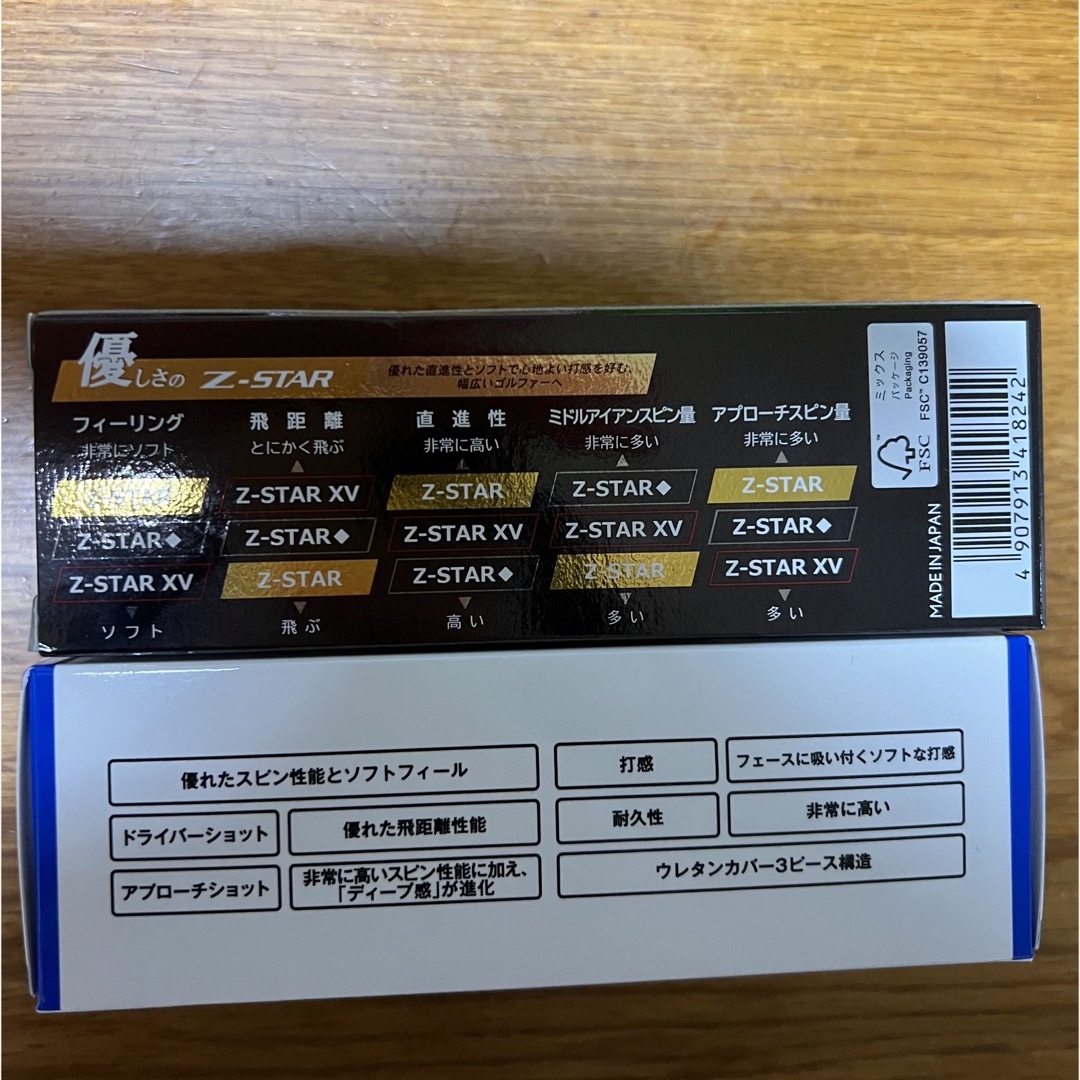 優しさの Z-STAR
優れた直進性とソフトで心地よい打感を好む、
幅広いゴルファーへ
フィーリング 飛距離 直進性 ミドルアイアンスピン量 アプローチスピン量
非常にソフト とにかく飛ぶ 非常に高い 非常に多い 非常に多い
Z-STAR Z-STAR XV Z-STAR Z-STAR◆ Z-STAR
Z-STAR◆ Z-STAR◆ Z-STAR XV Z-STAR XV Z-STAR◆
Z-STAR XV Z-STAR Z-STAR◆ Z-STAR Z-STAR XV
ソフト 飛ぶ 高い 多い 多い
FSC™
ミックス
パッケージ
Packaging
FSC™ C139057
MADE IN JAPAN
4 907913 418242
優れたスピン性能とソフトフィール
ドライバーショット 優れた飛距離性能
アプローチショット 非常に高いスピン性能に加え、
「ディープ感」が進化
打感 フェースに吸い付くソフトな打感
耐久性 非常に高い
ウレタンカバー3ピース構造